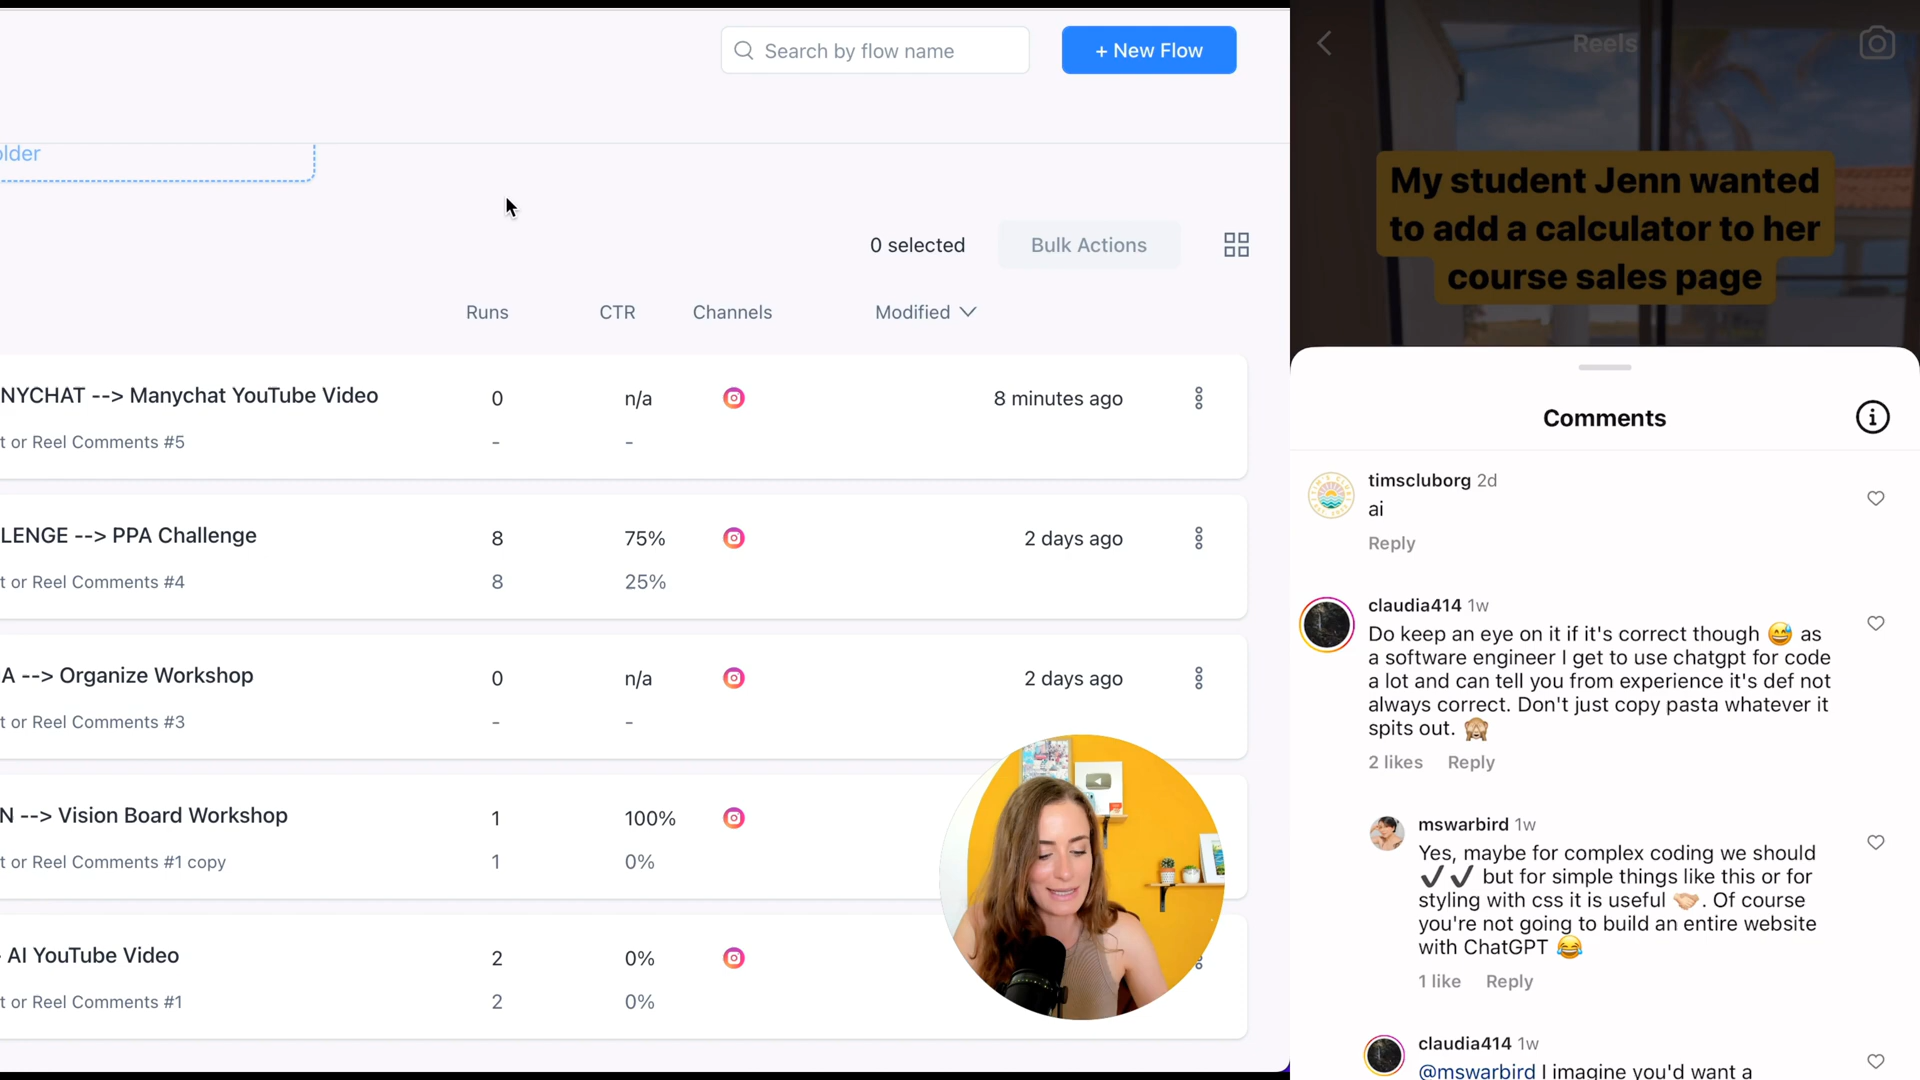 Search by flow name
+ New Flow
older
0 selected
Bulk Actions
Runs
CTR
Channels
Modified
NYCHAT --> Manychat YouTube Video
0
n/a
8 minutes ago
t or Reel Comments #5
-
-
LENGE --> PPA Challenge
8
75%
2 days ago
t or Reel Comments #4
8
25%
A --> Organize Workshop
0
n/a
2 days ago
t or Reel Comments #3
-
-
N --> Vision Board Workshop
1
100%
t or Reel Comments #1 copy
1
0%
AI YouTube Video
2
0%
t or Reel Comments #1
2
0%
Reels
My student Jenn wanted
to add a calculator to her
course sales page
Comments
timscluborg 2d
ai
Reply
claudia414 1w
Do keep an eye on it if it's correct though 😅 as
a software engineer I get to use chatgpt for code
a lot and can tell you from experience it's def not
always correct. Don't just copy pasta whatever it
spits out. 🙈
2 likes Reply
mswarbird 1w
Yes, maybe for complex coding we should
✔️✔️ but for simple things like this or for
styling with css it is useful 🤝🏻. Of course
you're not going to build an entire website
with ChatGPT 😂
1 like Reply
claudia414 1w
@mswarbird I imagine you'd want a